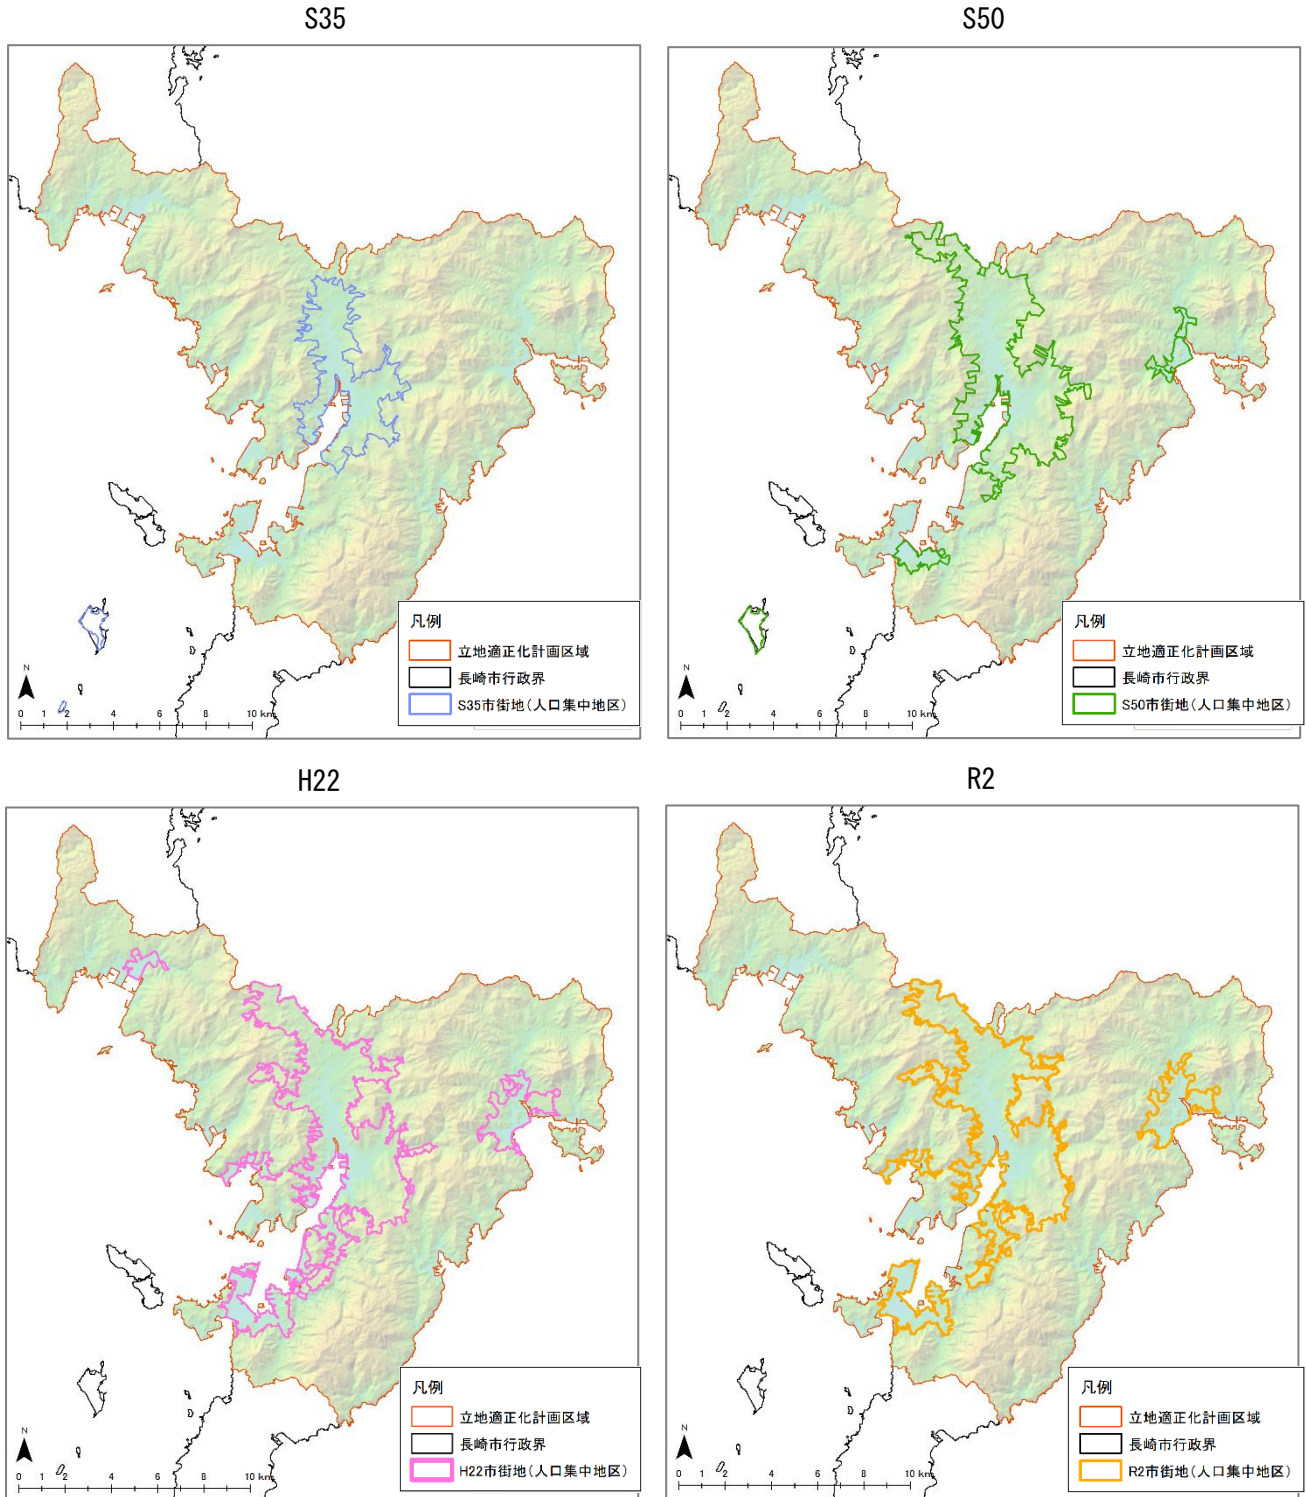 S35
S50
凡例
立地適正化計画区域
長崎市行政界
S35市街地(人口集中地区)
N
0 1 2 4 6 8 10 km
凡例
立地適正化計画区域
長崎市行政界
S50市街地(人口集中地区)
N
0 1 2 4 6 8 10 km
H22
R2
凡例
立地適正化計画区域
長崎市行政界
H22市街地(人口集中地区)
N
0 1 2 4 6 8 10 km
凡例
立地適正化計画区域
長崎市行政界
R2市街地(人口集中地区)
N
0 1 2 4 6 8 10 km